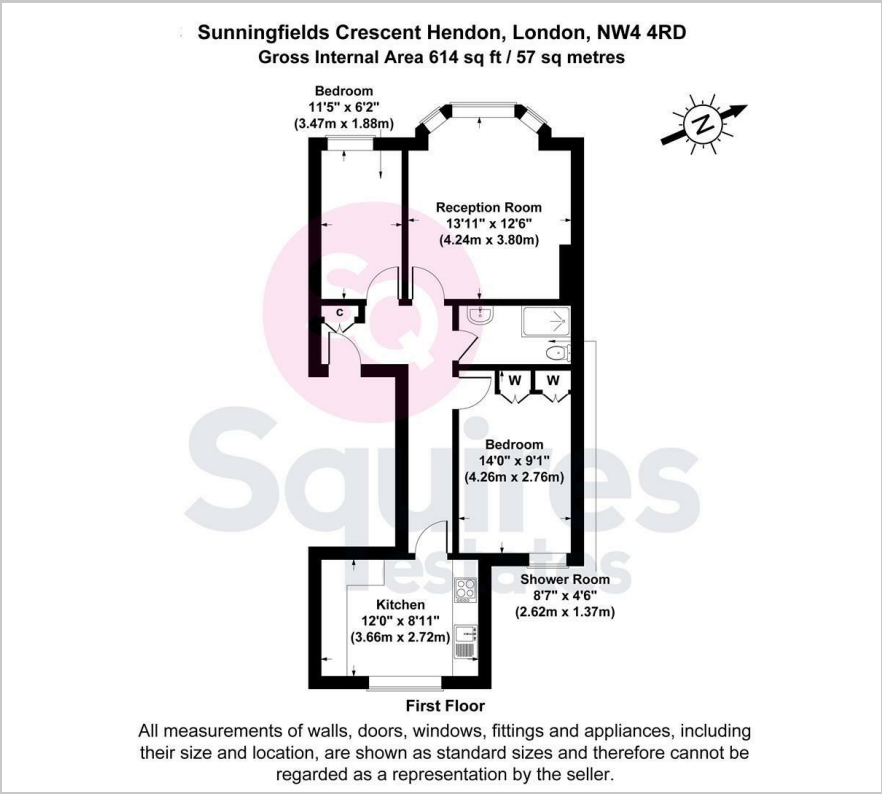 Sunningfields Crescent Hendon, London, NW4 4RD
Gross Internal Area 614 sq ft / 57 sq metres
Bedroom
11'5" x 6'2"
(3.47m x 1.88m)
N
Reception Room
13'11" x 12'6"
(4.24m x 3.80m)
c
SQ
W W
Bedroom
14'0" x 9'1"
(4.26m x 2.76m)
Squires
estates
Shower Room
8'7" x 4'6"
(2.62m x 1.37m)
Kitchen
12'0" x 8'11"
(3.66m x 2.72m)
First Floor
All measurements of walls, doors, windows, fittings and appliances, including
their size and location, are shown as standard sizes and therefore cannot be
regarded as a representation by the seller.